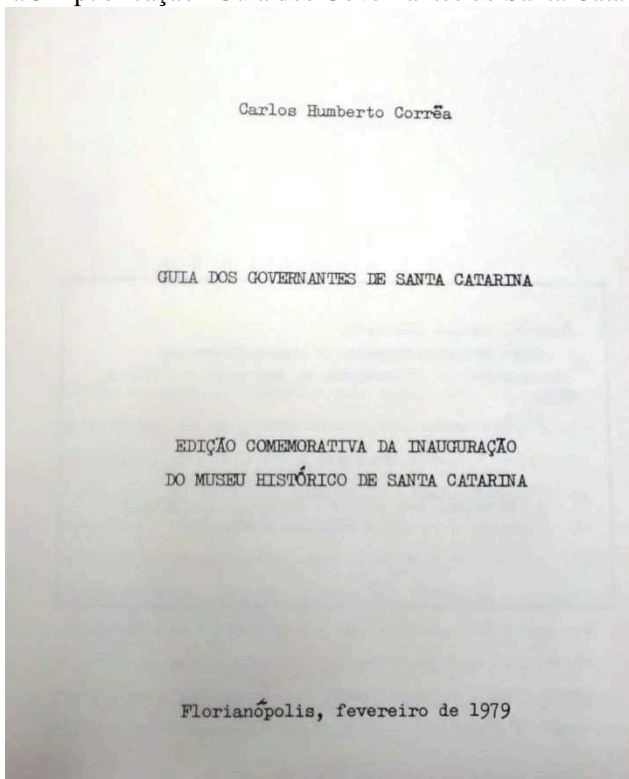 Carlos Humberto Corrêa
GUIA DOS GOVERNANTES DE SANTA CATARINA
EDIÇÃO COMEMORATIVA DA INAUGURAÇÃO
DO MUSEU HISTÓRICO DE SANTA CATARINA
Florianópolis, fevereiro de 1979